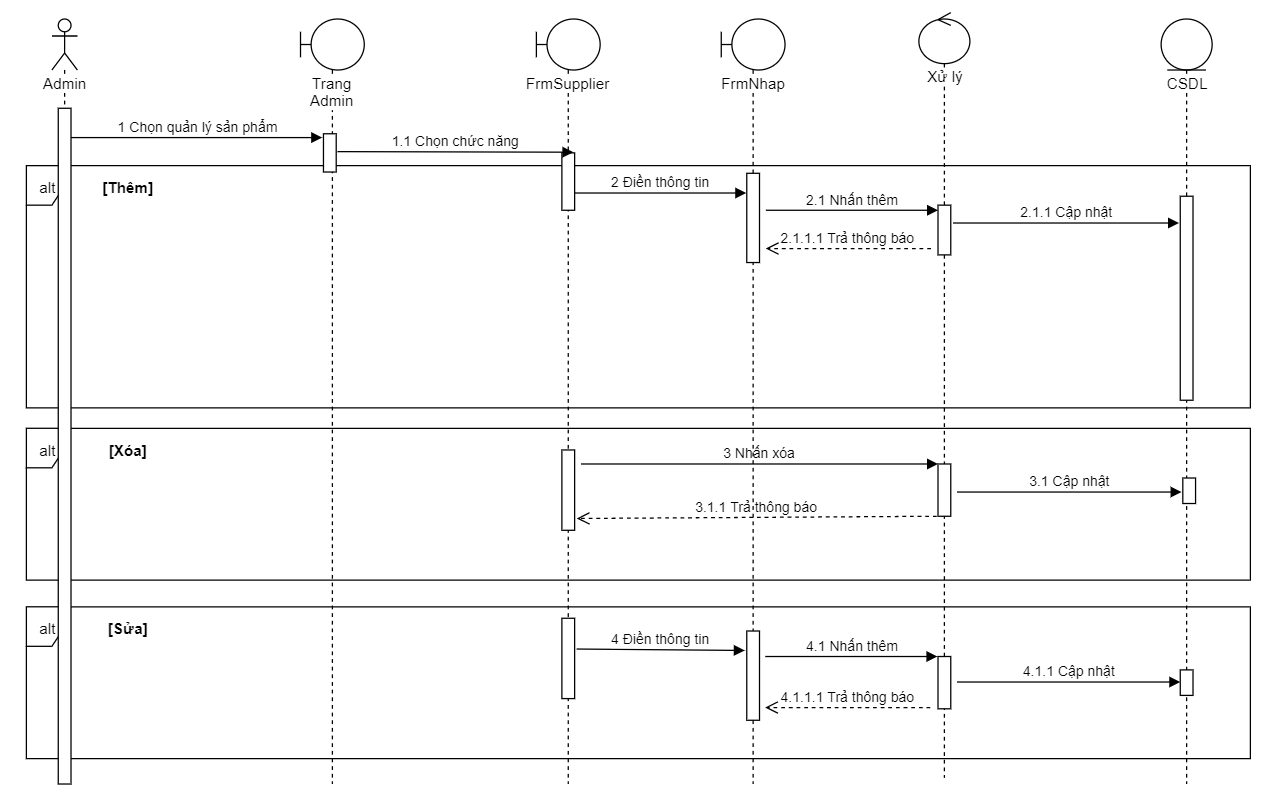 Admin
Trang
Admin
FrmSupplier
FrmNhap
Xử lý
CSDL
1 Chọn quản lý sản phẩm
1.1 Chọn chức năng
alt
[Thêm]
2 Điền thông tin
2.1 Nhấn thêm
2.1.1 Cập nhật
2.1.1.1 Trả thông báo
alt
[Xóa]
3 Nhấn xóa
3.1 Cập nhật
3.1.1 Trả thông báo
alt
[Sửa]
4 Điền thông tin
4.1 Nhấn thêm
4.1.1 Cập nhật
4.1.1.1 Trả thông báo